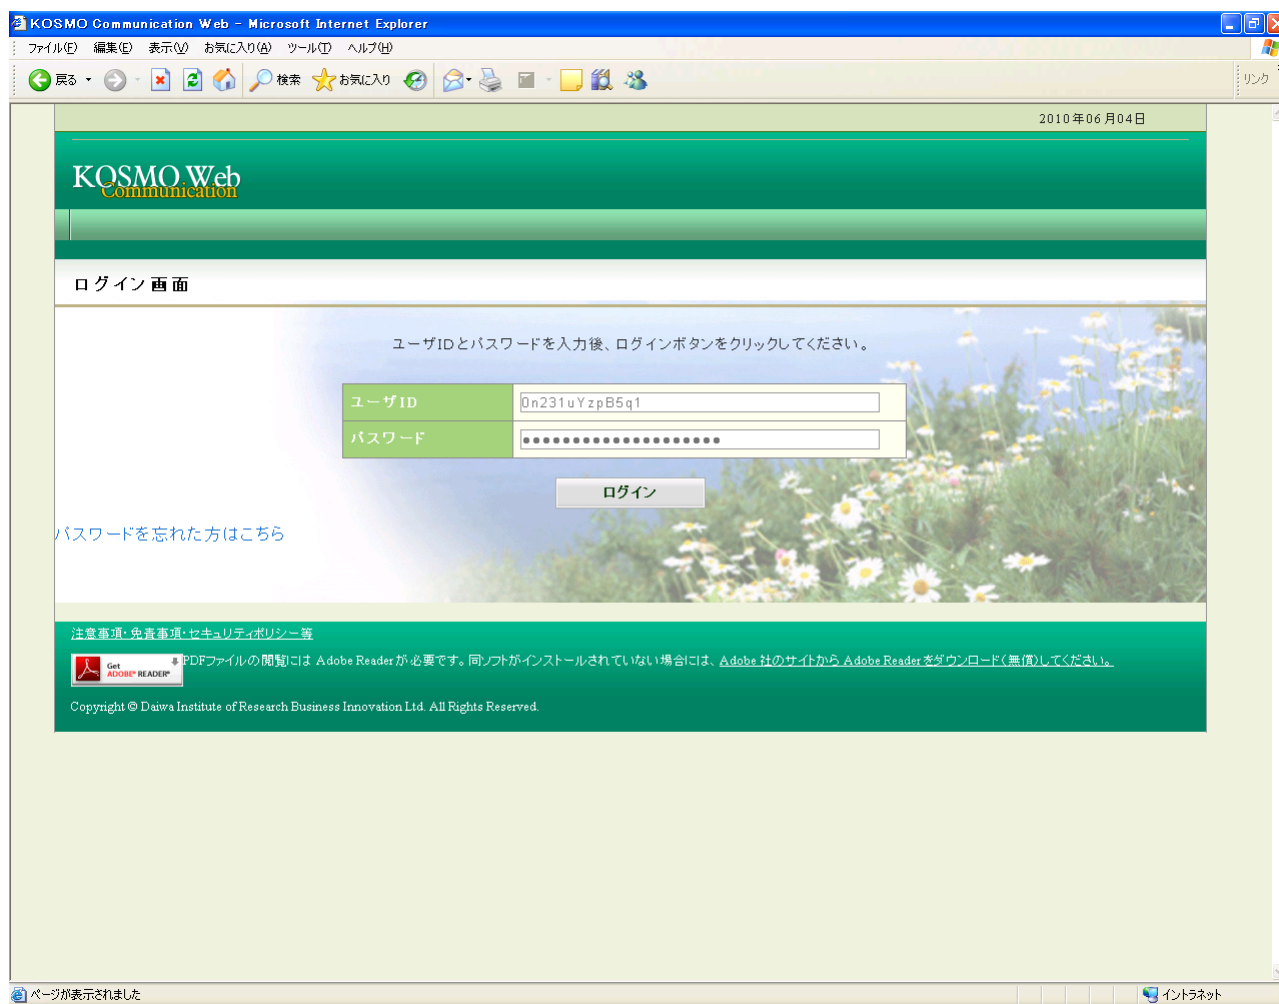 KOSMO Communication Web - Microsoft Internet Explorer
ファイル(F) 編集(E) 表示(V) お気に入り(A) ツール(T) ヘルプ(H)
戻る 検索 お気に入り リンク
2010年06月04日
KOSMO Web
Communication
ログイン画面
ユーザIDとパスワードを入力後、ログインボタンをクリックしてください。
ユーザID 0n231uYzpB5q1
パスワード ●●●●●●●●●●●●●●●●●●●●
ログイン
パスワードを忘れた方はこちら
注意事項・免責事項・セキュリティポリシー等
Get ADOBE® READER® PDFファイルの閲覧には Adobe Readerが必要です。同ソフトがインストールされていない場合には、Adobe 社のサイトから Adobe Readerをダウンロード(無償)してください。
Copyright © Daiwa Institute of Research Business Innovation Ltd. All Rights Reserved.
ページが表示されました イントラネット